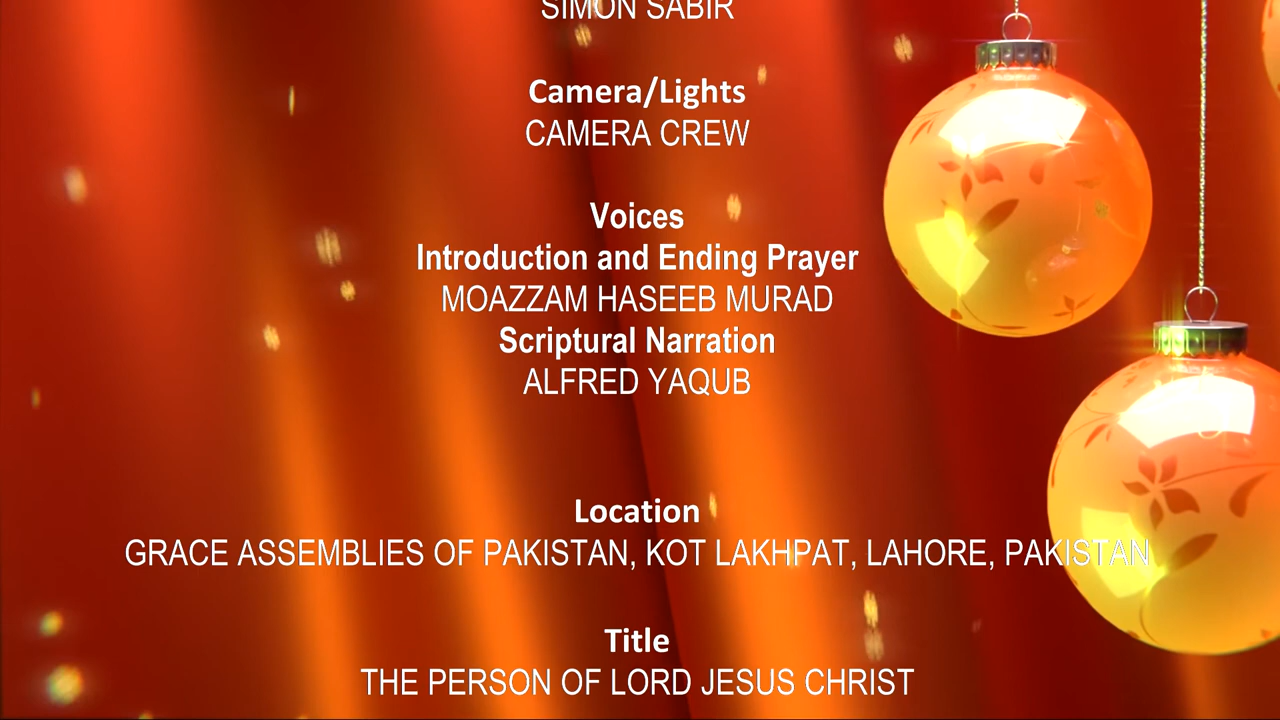 SIMON SABIR
Camera/Lights
CAMERA CREW
Voices
Introduction and Ending Prayer
MOAZZAM HASEEB MURAD
Scriptural Narration
ALFRED YAQUB
Location
GRACE ASSEMBLIES OF PAKISTAN, KOT LAKHPAT, LAHORE, PAKISTAN
Title
THE PERSON OF LORD JESUS CHRIST